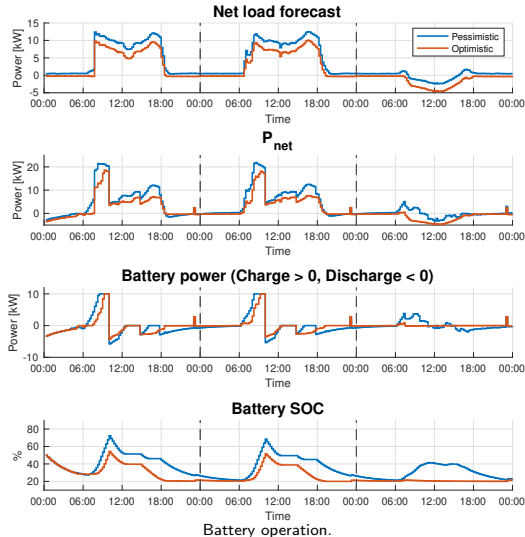 Net load forecast
Power [kW]
15
10
5
0
-5
Pessimistic
Optimistic
00:00 06:00 12:00 18:00 00:00 06:00 12:00 18:00 00:00 06:00 12:00 18:00 00:00
Time
P_net
Power [kW]
20
10
0
00:00 06:00 12:00 18:00 00:00 06:00 12:00 18:00 00:00 06:00 12:00 18:00 00:00
Time
Battery power (Charge > 0, Discharge < 0)
Power [kW]
10
0
-10
00:00 06:00 12:00 18:00 00:00 06:00 12:00 18:00 00:00 06:00 12:00 18:00 00:00
Time
Battery SOC
%
80
60
40
20
00:00 06:00 12:00 18:00 00:00 06:00 12:00 18:00 00:00 06:00 12:00 18:00 00:00
Time
Battery operation.